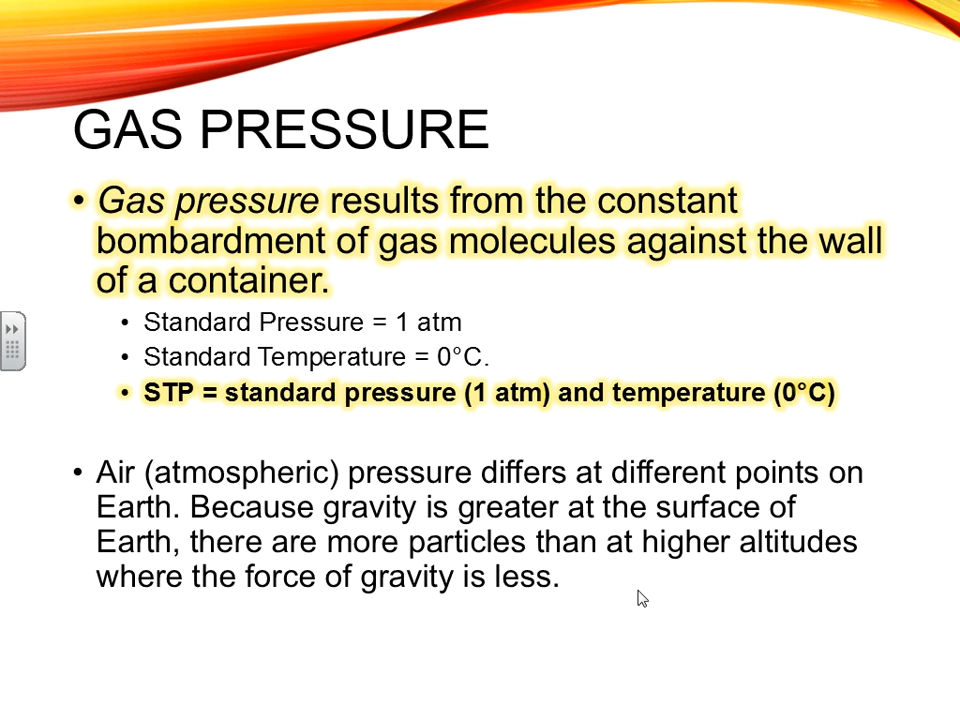 GAS PRESSURE
• Gas pressure results from the constant
bombardment of gas molecules against the wall
of a container.
• Standard Pressure = 1 atm
• Standard Temperature = 0°C.
• STP = standard pressure (1 atm) and temperature (0°C)
• Air (atmospheric) pressure differs at different points on
Earth. Because gravity is greater at the surface of
Earth, there are more particles than at higher altitudes
where the force of gravity is less.